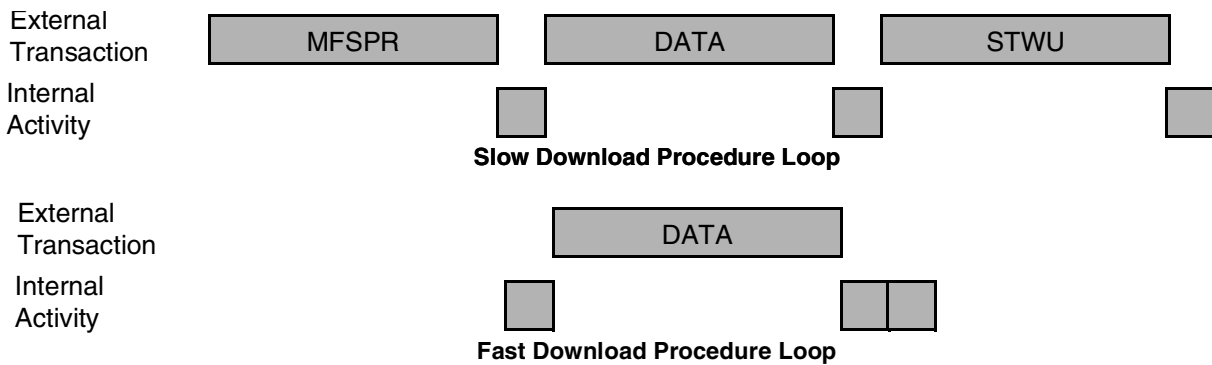 External
Transaction
MFSPR
DATA
STWU
Internal
Activity
Slow Download Procedure Loop
External
Transaction
DATA
Internal
Activity
Fast Download Procedure Loop